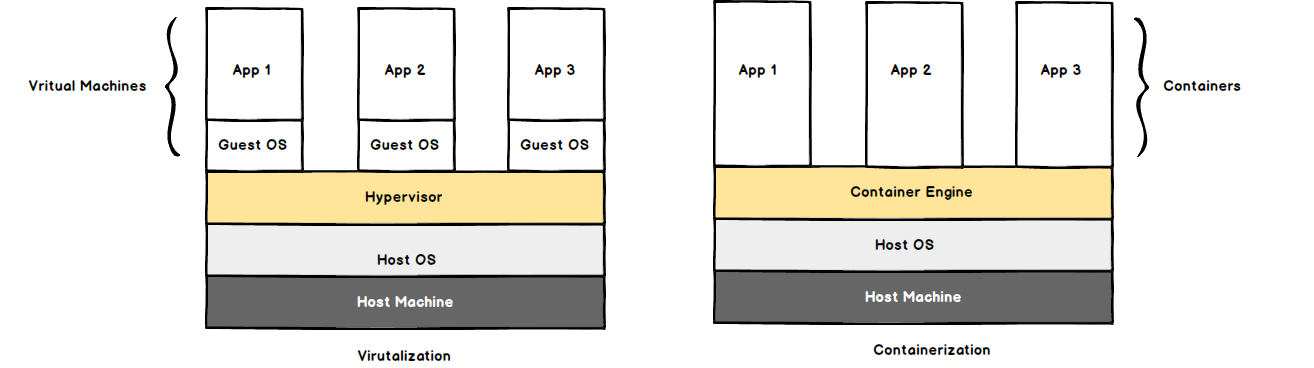 Vritual Machines
App 1
App 2
App 3
Guest OS
Guest OS
Guest OS
Hypervisor
Host OS
Host Machine
Virutalization
App 1
App 2
App 3
Containers
Container Engine
Host OS
Host Machine
Containerization